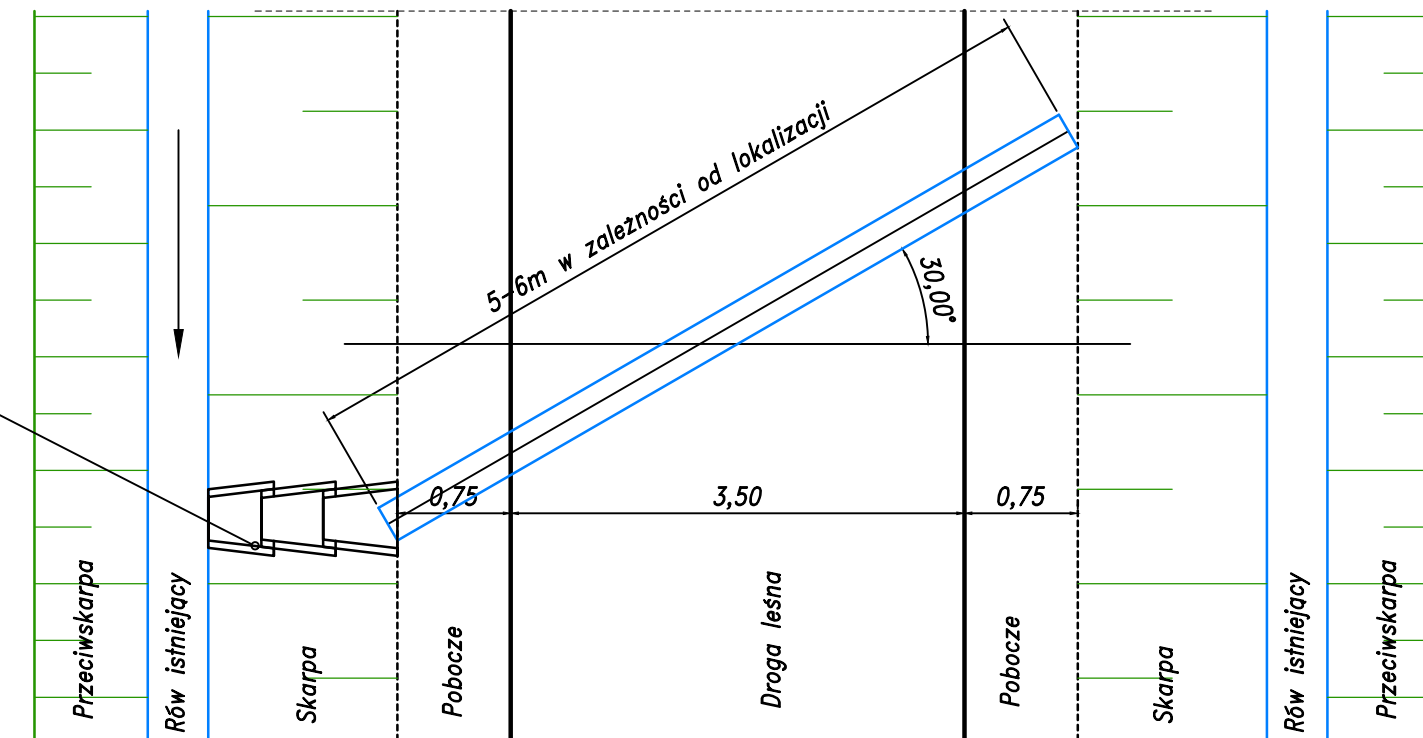 5-6m w zależności od lokalizacji
30,00°
0,75
3,50
0,75
Przeciwskarpa
Rów istniejący
Skarpa
Pobocze
Droga leśna
Pobocze
Skarpa
Rów istniejący
Przeciwskarpa